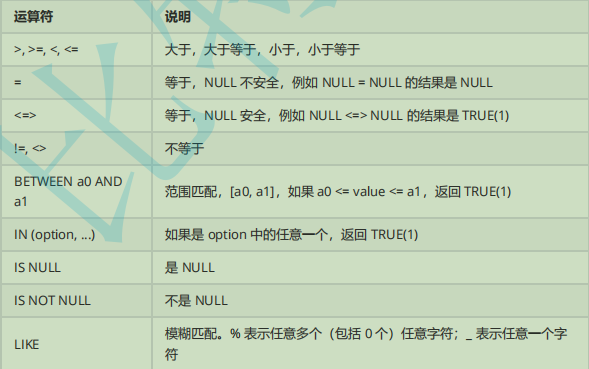 运算符 说明
>, >=, <, <= 大于，大于等于，小于，小于等于
= 等于，NULL 不安全，例如 NULL = NULL 的结果是 NULL
<=> 等于，NULL 安全，例如 NULL <=> NULL 的结果是 TRUE(1)
!=, <> 不等于
BETWEEN a0 AND
a1
范围匹配，[a0, a1]，如果 a0 <= value <= a1，返回 TRUE(1)
IN (option, ...) 如果是 option 中的任意一个，返回 TRUE(1)
IS NULL 是 NULL
IS NOT NULL 不是 NULL
LIKE
模糊匹配。% 表示任意多个（包括 0 个）任意字符；_ 表示任意一个字
符